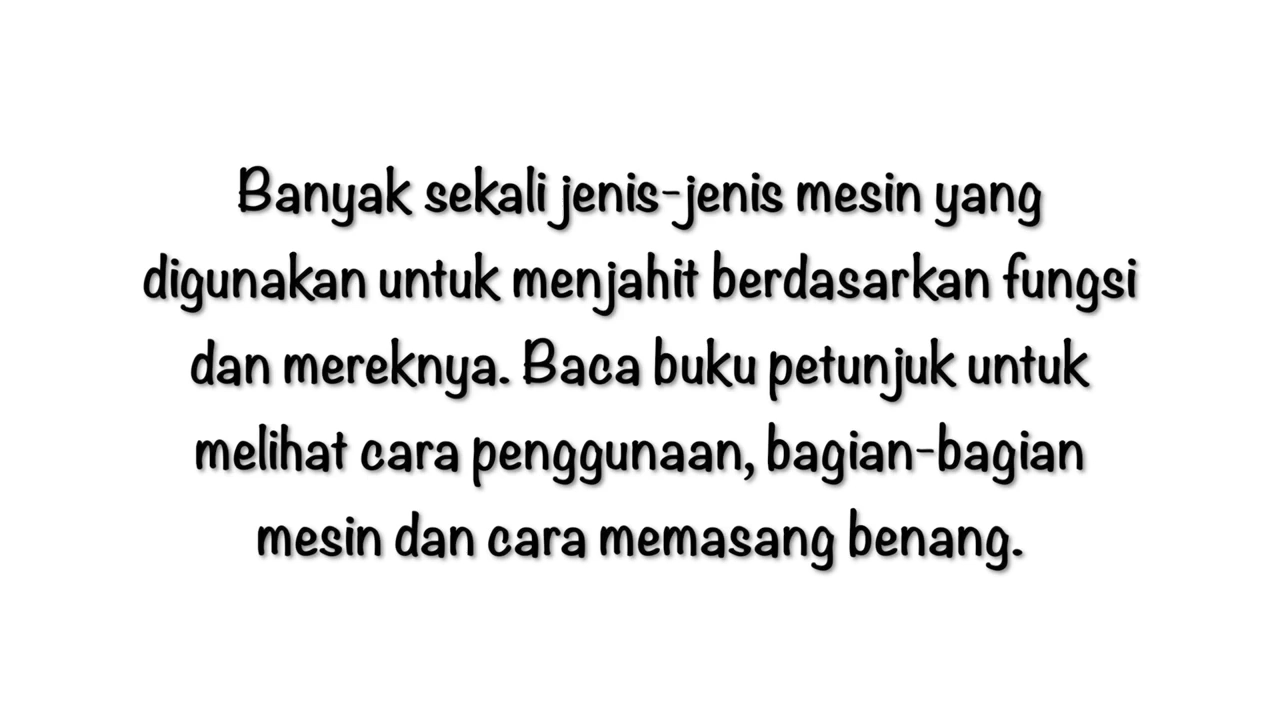 Banyak sekali jenis-jenis mesin yang
digunakan untuk menjahit berdasarkan fungsi
dan mereknya. Baca buku petunjuk untuk
melihat cara penggunaan, bagian-bagian
mesin dan cara memasang benang.